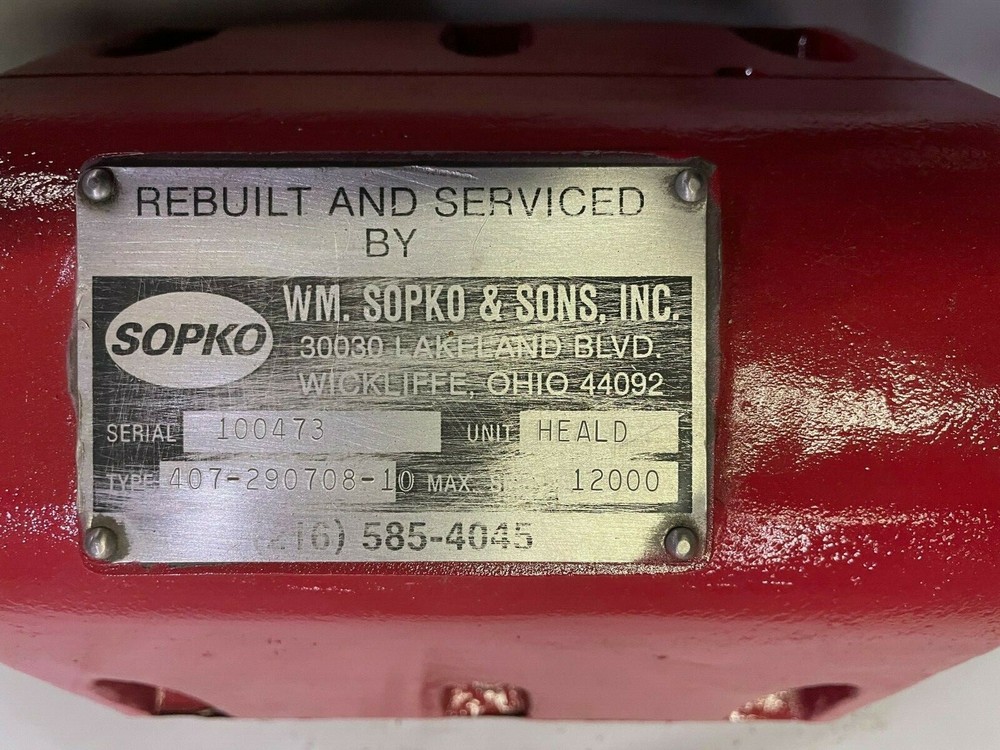 REBUILT AND SERVICED
BY
SOPKO
WM. SOPKO & SONS, INC.
30030 LAKELAND BLVD.
WICKLIFFE, OHIO 44092
SERIAL 100473 UNIT HEALD
TYPE 407-290708-10 MAX. 12000
(216) 585-4045